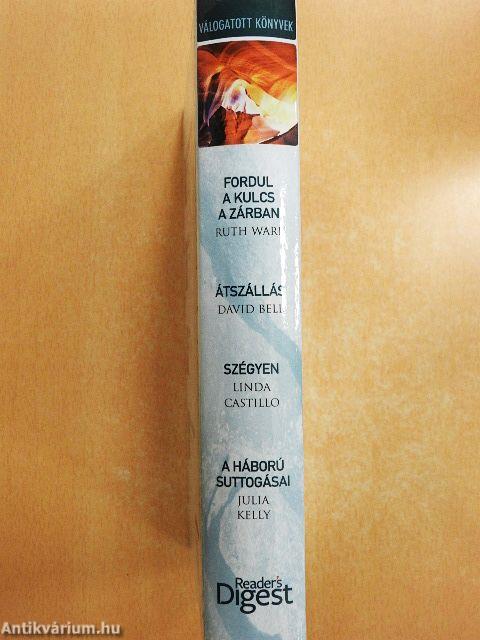 VÁLOGATOTT KÖNYVEK
FORDUL
A KULCS
A ZÁRBAN
RUTH WARE
ÁTSZÁLLÁS
DAVID BELL
SZÉGYEN
LINDA
CASTILLO
A HÁBORÚ
SUTTOGÁSAI
JULIA
KELLY
Reader's
Digest
Antikvárium.hu